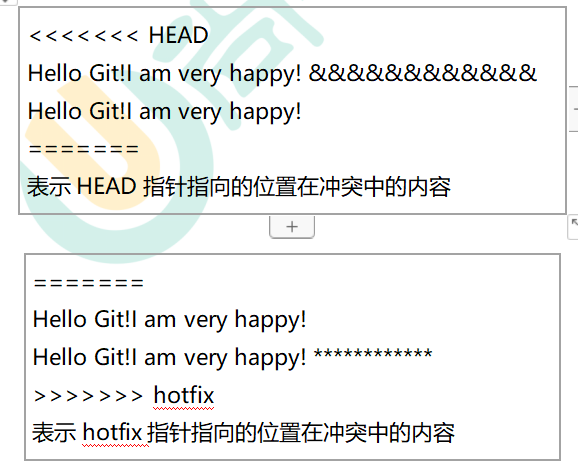 <<<<<<< HEAD
Hello Git!I am very happy! &&&&&&&&&&&&
Hello Git!I am very happy!
=======
表示 HEAD 指针指向的位置在冲突中的内容
=======
Hello Git!I am very happy!
Hello Git!I am very happy! ************
>>>>>>> hotfix
表示 hotfix 指针指向的位置在冲突中的内容